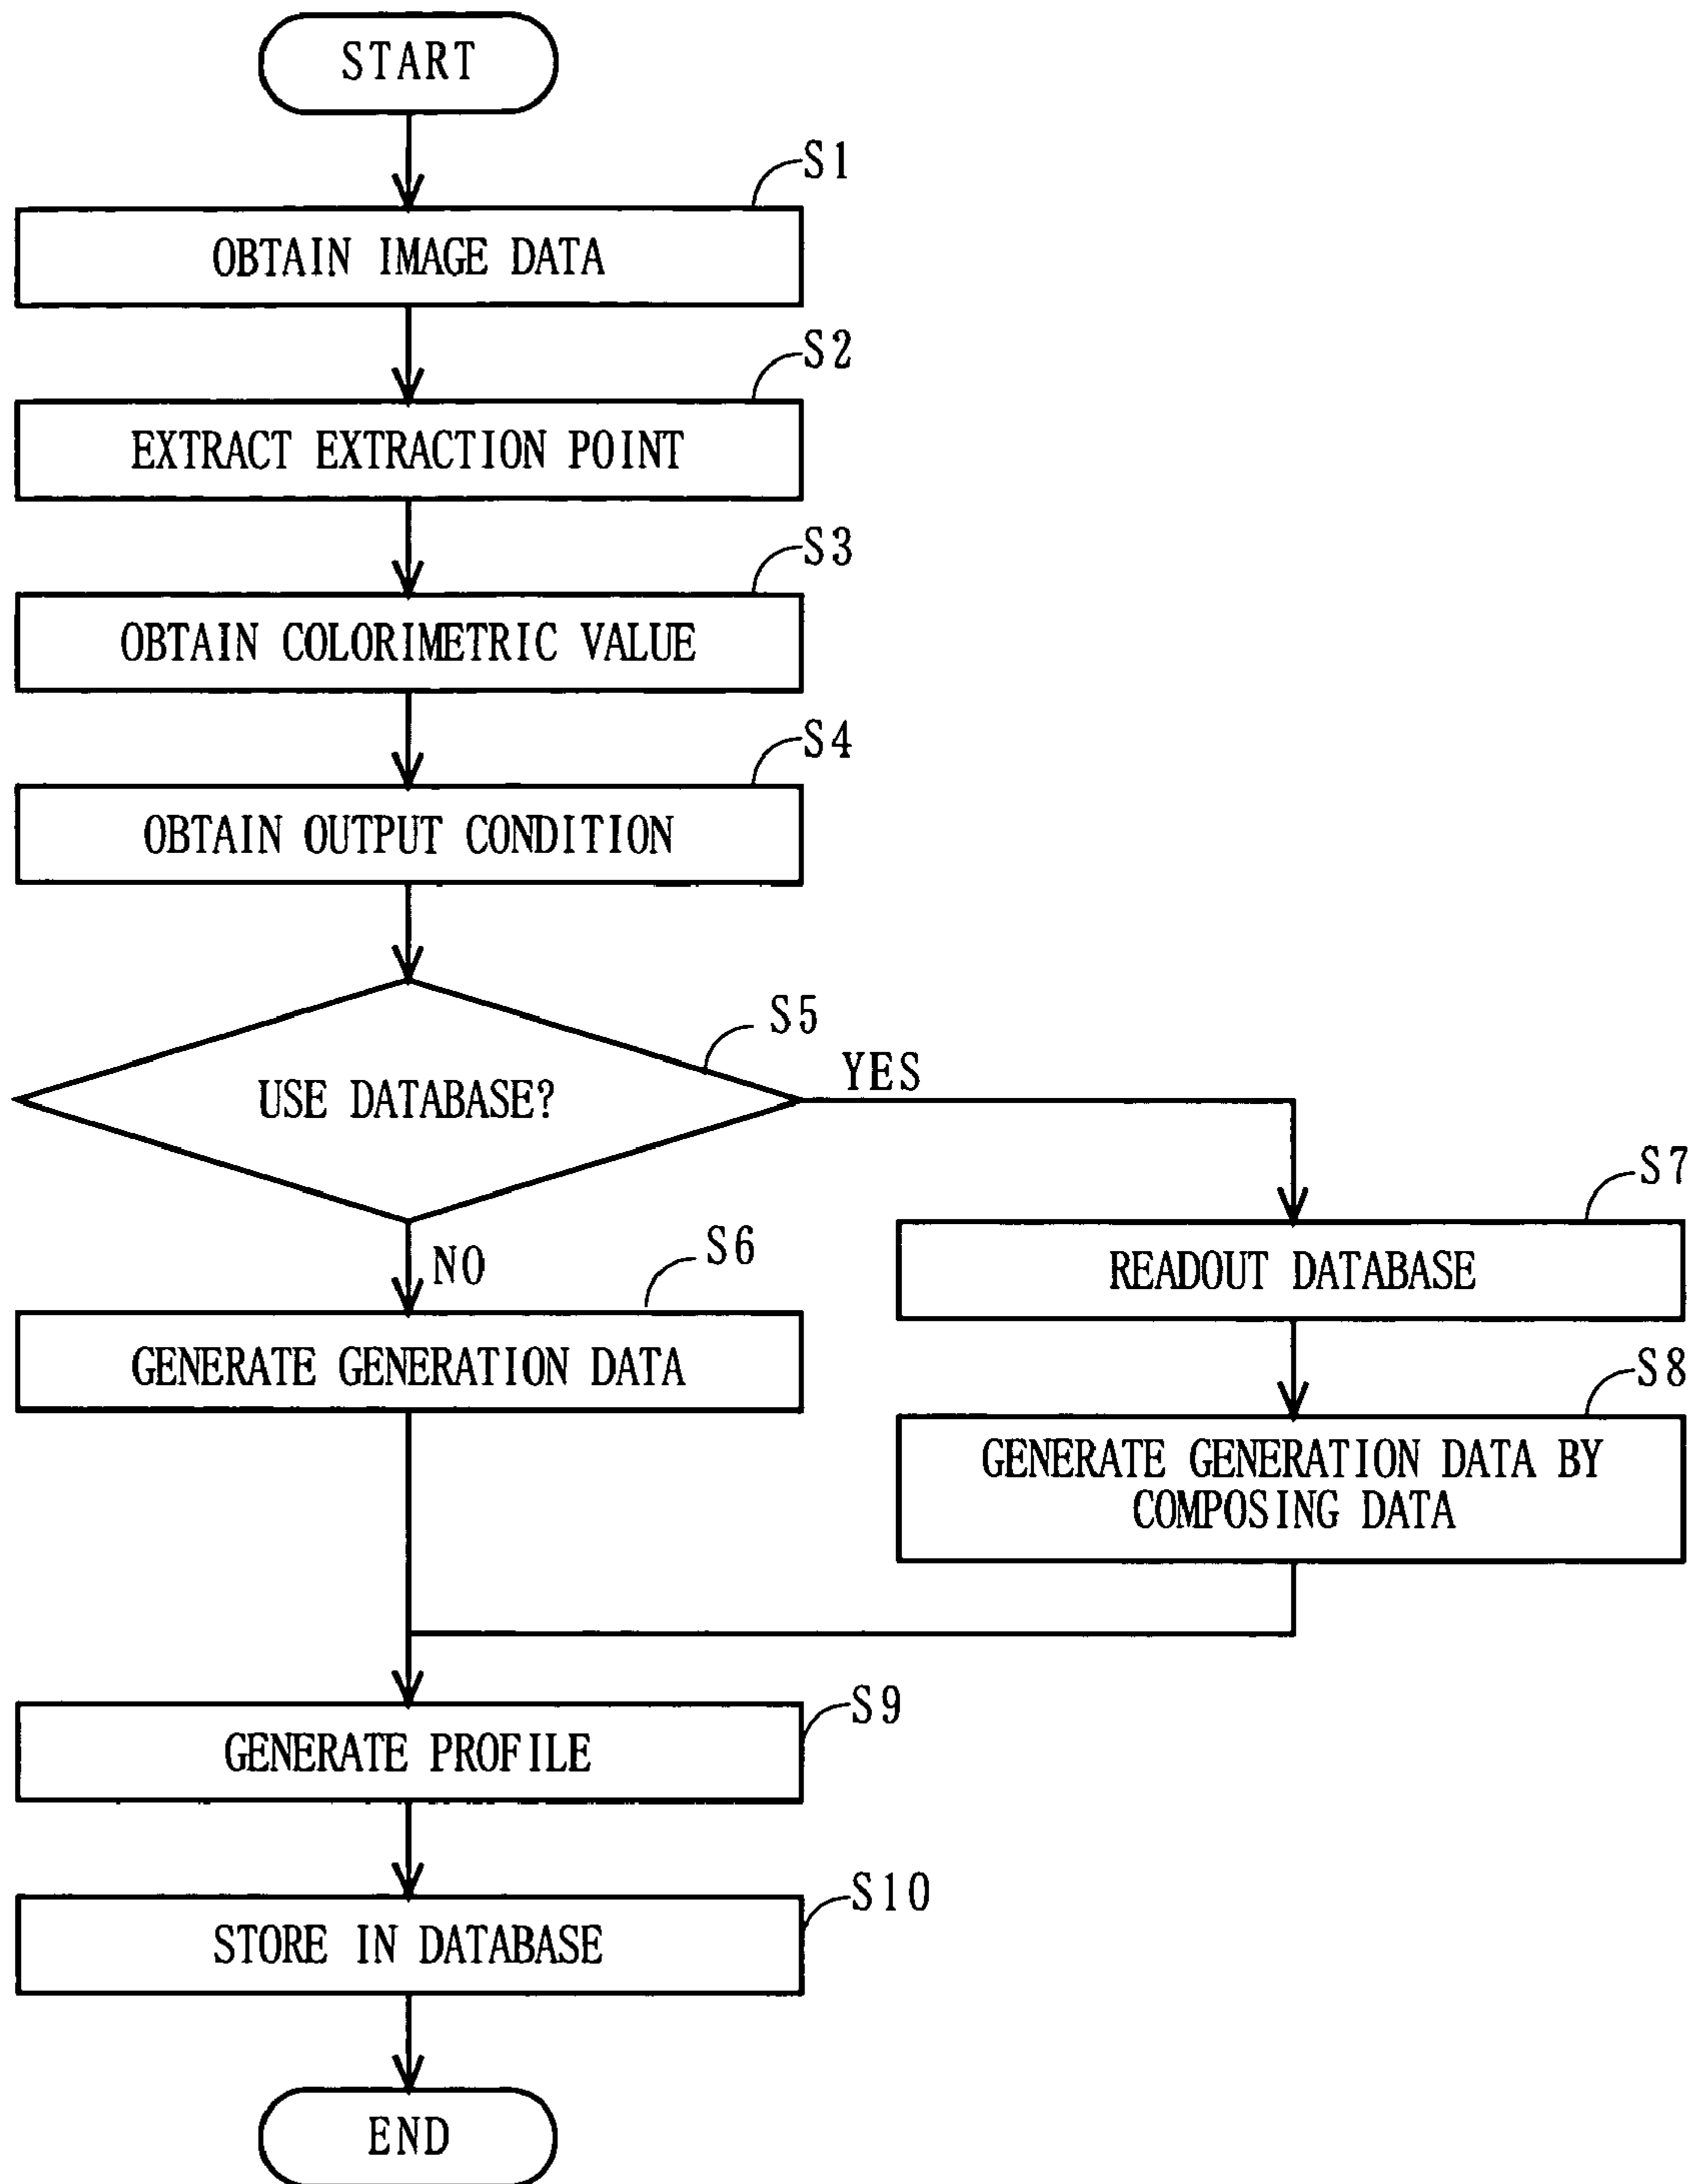 START
S1
OBTAIN IMAGE DATA
S2
EXTRACT EXTRACTION POINT
S3
OBTAIN COLORIMETRIC VALUE
S4
OBTAIN OUTPUT CONDITION
S5
USE DATABASE?
YES
NO
S6
GENERATE GENERATION DATA
S7
READOUT DATABASE
S8
GENERATE GENERATION DATA BY
COMPOSING DATA
S9
GENERATE PROFILE
S10
STORE IN DATABASE
END